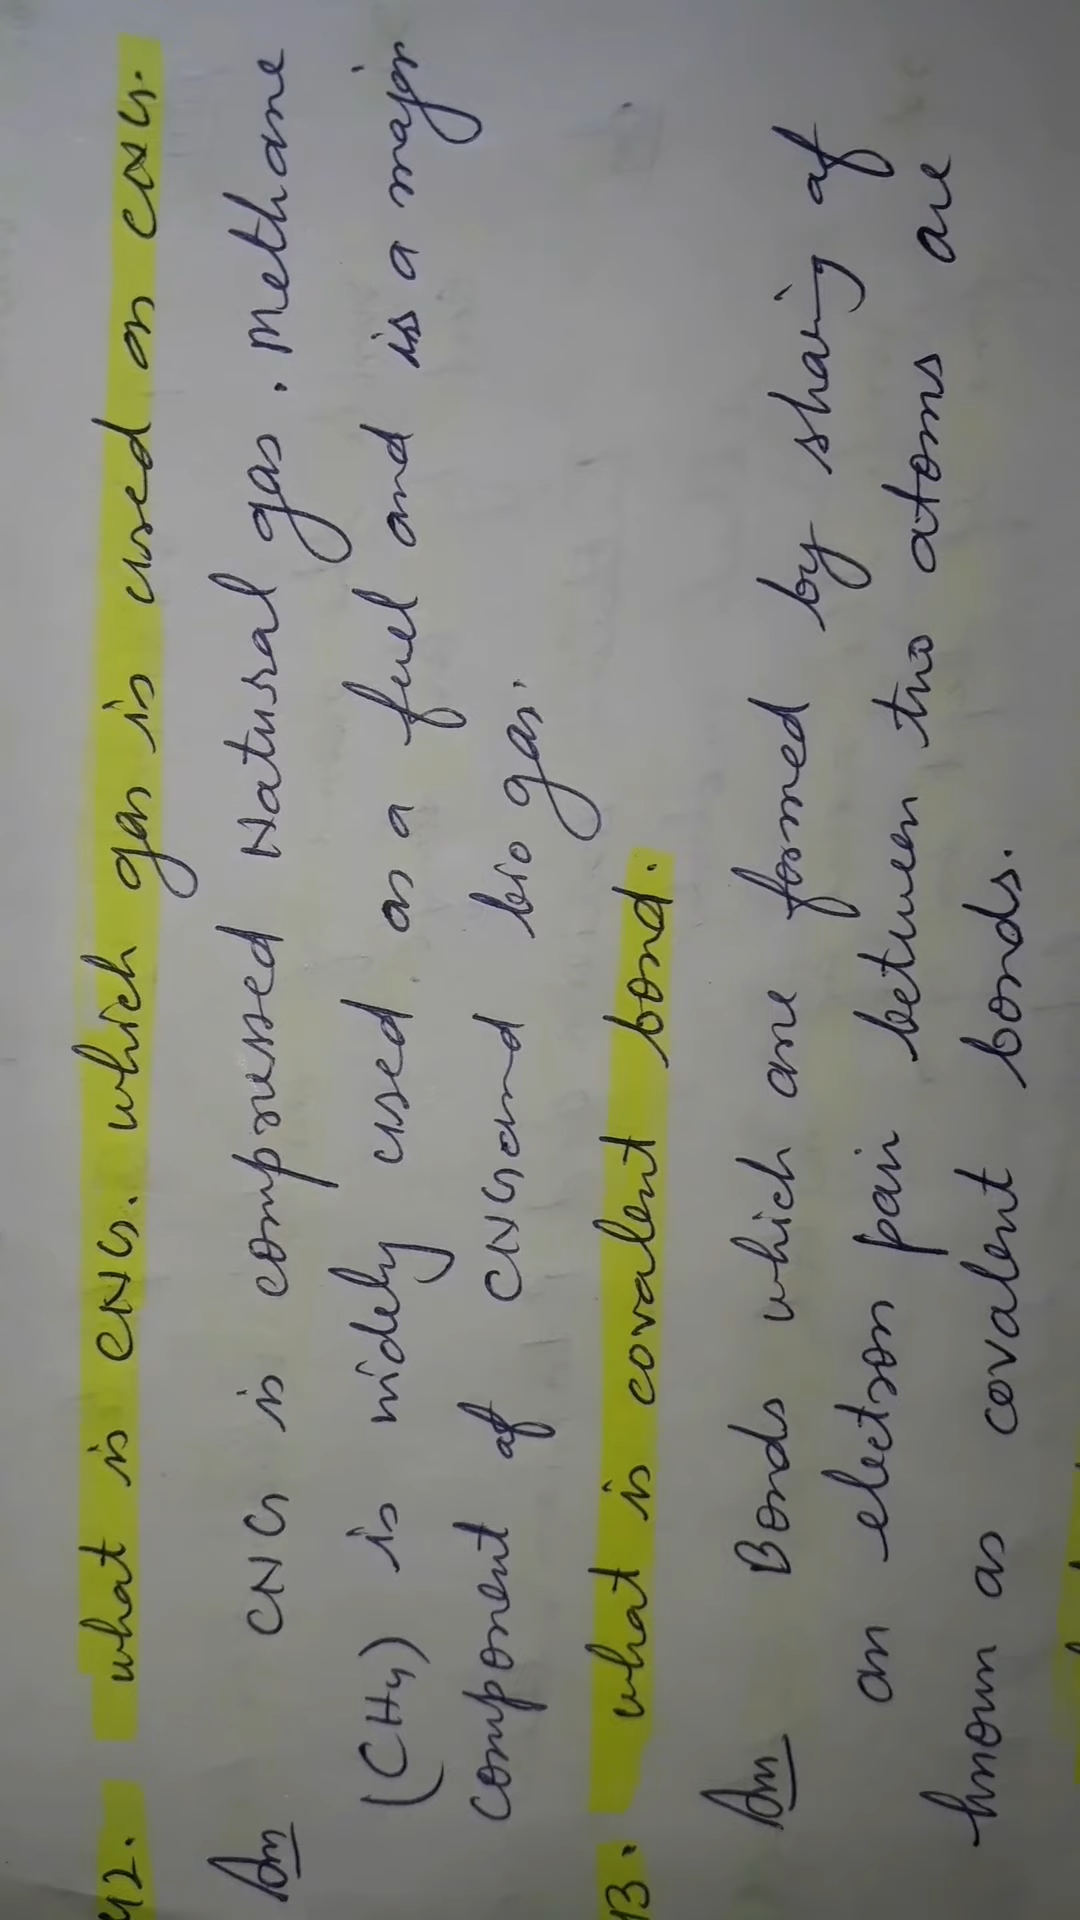 42. what is CNG. which gas is used as CNG.
Ans CNG is compressed Natural gas. Methane
(CH4) is widely used as a fuel and is a major
component of CNG and bio gas.
13. what is covalent bond.
Ans Bonds which are formed by sharing of
an electron pair between two atoms are
known as covalent bonds.